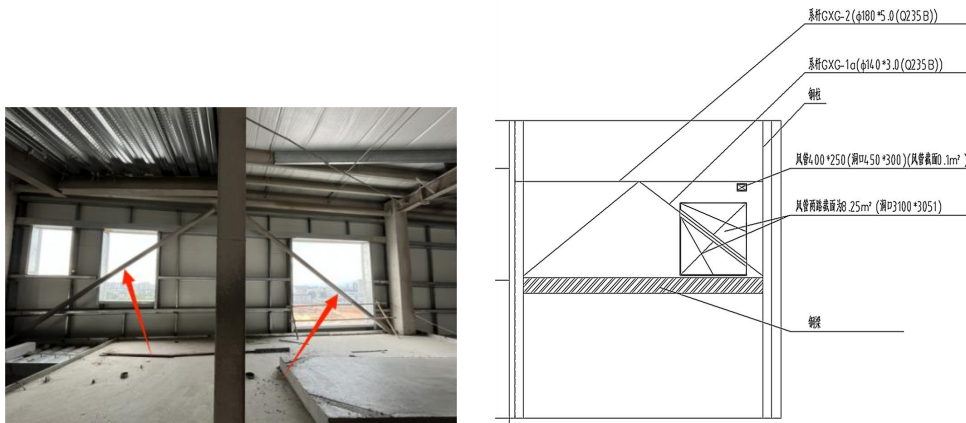 系杆GXG-2(ϕ180*5.0(Q235B))
系杆GXG-1a(ϕ140*3.0(Q235B))
钢柱
风管400*250(洞口450*300)(风管截面0.1m²)
风管两路截面为8.25m²(洞口3100*3051)
钢梁